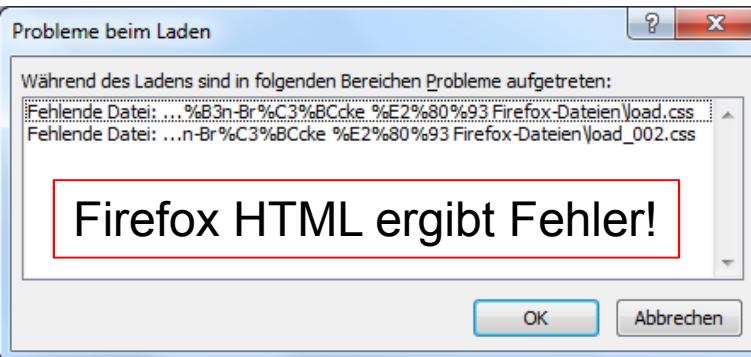 Probleme beim Laden
Während des Ladens sind in folgenden Bereichen Probleme aufgetreten:
Fehlende Datei: ...%B3n-Br%C3%BCcke %E2%80%93 Firefox-Dateien\load.css
Fehlende Datei: ...n-Br%C3%BCcke %E2%80%93 Firefox-Dateien\load_002.css
Firefox HTML ergibt Fehler!
OK Abbrechen